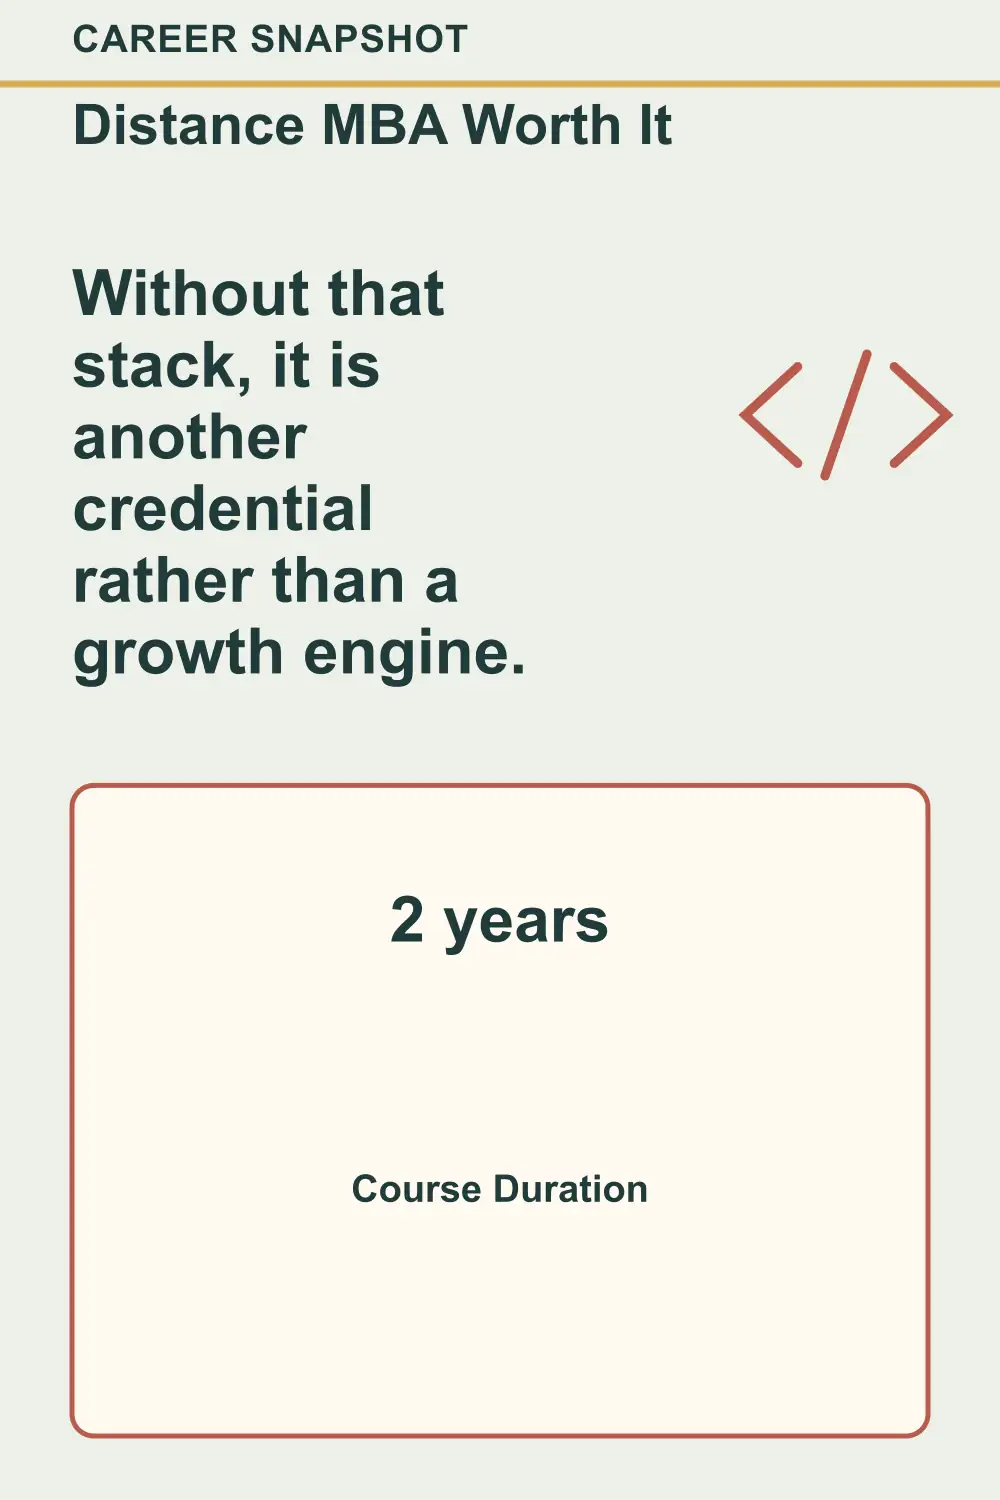 CAREER SNAPSHOT
Distance MBA Worth It
Without that
stack, it is
another
credential
rather than a
growth engine.
2 years
Course Duration